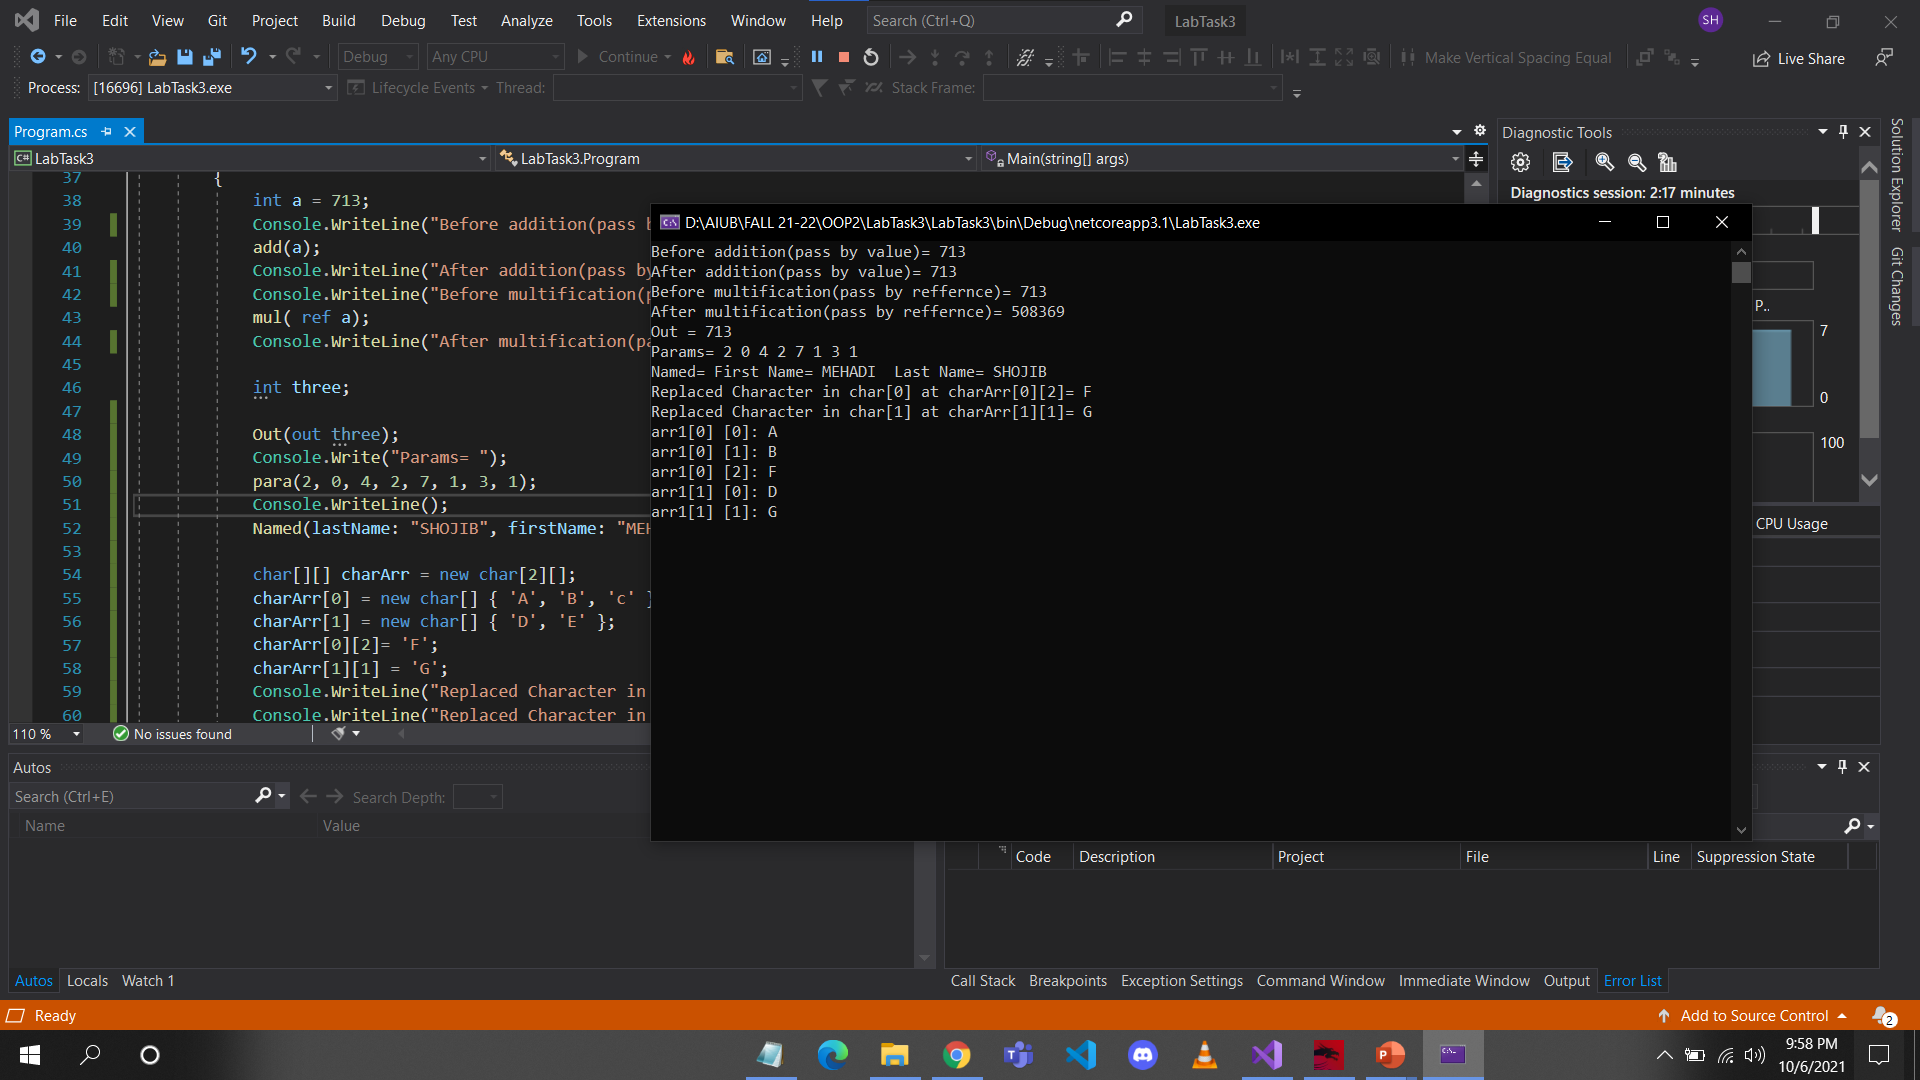 File Edit View Git Project Build Debug Test Analyze Tools Extensions Window Help Search (Ctrl+Q) LabTask3 SH
Debug Any CPU Continue Make Vertical Spacing Equal Live Share
Process: [16696] LabTask3.exe Lifecycle Events Thread: Stack Frame:
Program.cs
C# LabTask3 LabTask3.Program Main(string[] args)
37 {
38 int a = 713;
39 Console.WriteLine("Before addition(pass b
40 add(a);
41 Console.WriteLine("After addition(pass by
42 Console.WriteLine("Before multification(p
43 mul( ref a);
44 Console.WriteLine("After multification(pa
45
46 int three;
47
48 Out(out three);
49 Console.Write("Params= ");
50 para(2, 0, 4, 2, 7, 1, 3, 1);
51 Console.WriteLine();
52 Named(lastName: "SHOJIB", firstName: "MEH
53
54 char[][] charArr = new char[2][];
55 charArr[0] = new char[] { 'A', 'B', 'c' }
56 charArr[1] = new char[] { 'D', 'E' };
57 charArr[0][2]= 'F';
58 charArr[1][1] = 'G';
59 Console.WriteLine("Replaced Character in
60 Console.WriteLine("Replaced Character in
110 % No issues found
D:\AIUB\FALL 21-22\OOP2\LabTask3\LabTask3\bin\Debug\netcoreapp3.1\LabTask3.exe
Before addition(pass by value)= 713
After addition(pass by value)= 713
Before multification(pass by reffernce)= 713
After multification(pass by reffernce)= 508369
Out = 713
Params= 2 0 4 2 7 1 3 1
Named= First Name= MEHADI  Last Name= SHOJIB
Replaced Character in char[0] at charArr[0][2]= F
Replaced Character in char[1] at charArr[1][1]= G
arr1[0] [0]: A
arr1[0] [1]: B
arr1[0] [2]: F
arr1[1] [0]: D
arr1[1] [1]: G
Diagnostic Tools
Diagnostics session: 2:17 minutes
P..
7
0
100
CPU Usage
Solution Explorer
Git Changes
Autos
Search (Ctrl+E) Search Depth:
Name Value
Autos Locals Watch 1
Code Description Project File Line Suppression State
Call Stack Breakpoints Exception Settings Command Window Immediate Window Output Error List
Ready Add to Source Control 2
9:58 PM
10/6/2021